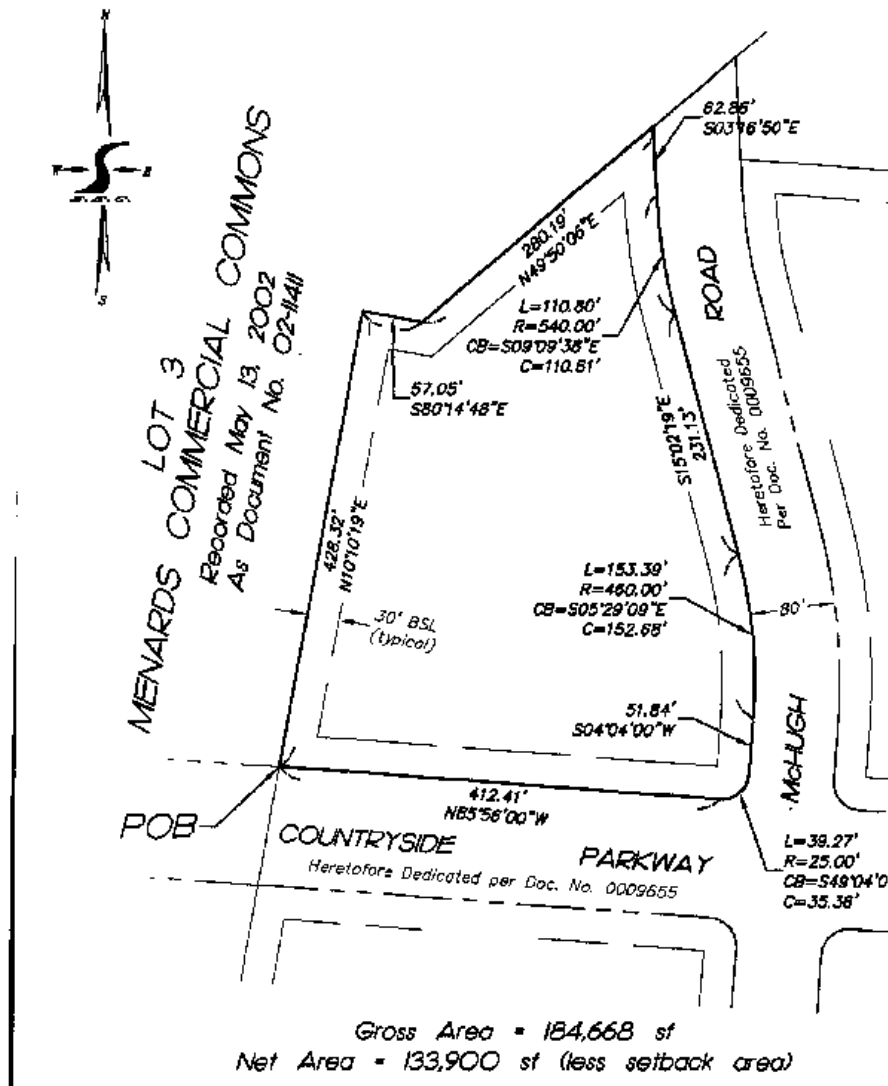 N
W E
S
LOT 3
MENARDS COMMERCIAL COMMONS
Recorded May 13, 2002
As Document No. 02-11411
62.86'
S03°16'50"E
280.19'
N49°50'06"E
L=110.80'
R=540.00'
CB=S09°09'38"E
C=110.61'
57.05'
S80°14'48"E
ROAD
Heretofore Dedicated
Per Doc. No. 0009655
S15°02'19"E
231.13'
428.32'
N10°10'19"E
30' BSL
(typical)
L=153.39'
R=460.00'
CB=S05°29'09"E
C=152.68'
80'
51.84'
S04°04'00"W
McHUGH
412.41'
N85°56'00"W
POB
COUNTRYSIDE PARKWAY
Heretofore Dedicated per Doc. No. 0009655
L=39.27'
R=25.00'
CB=S49°04'0
C=35.36'
Gross Area = 184,668 sf
Net Area = 133,900 sf (less setback area)